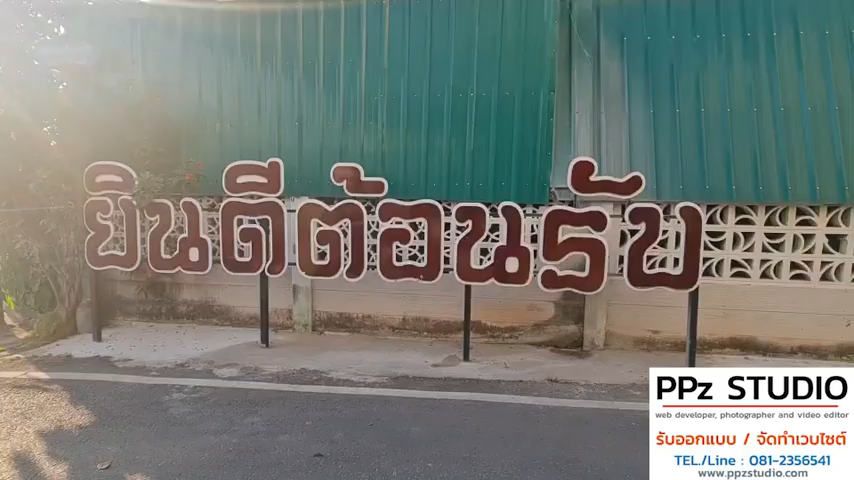 ยินดีต้อนรับ
PPz STUDIO
web developer, photographer and video editor
รับออกแบบ / จัดทำเวบไซต์
TEL./Line : 081-2356541
www.ppzstudio.com